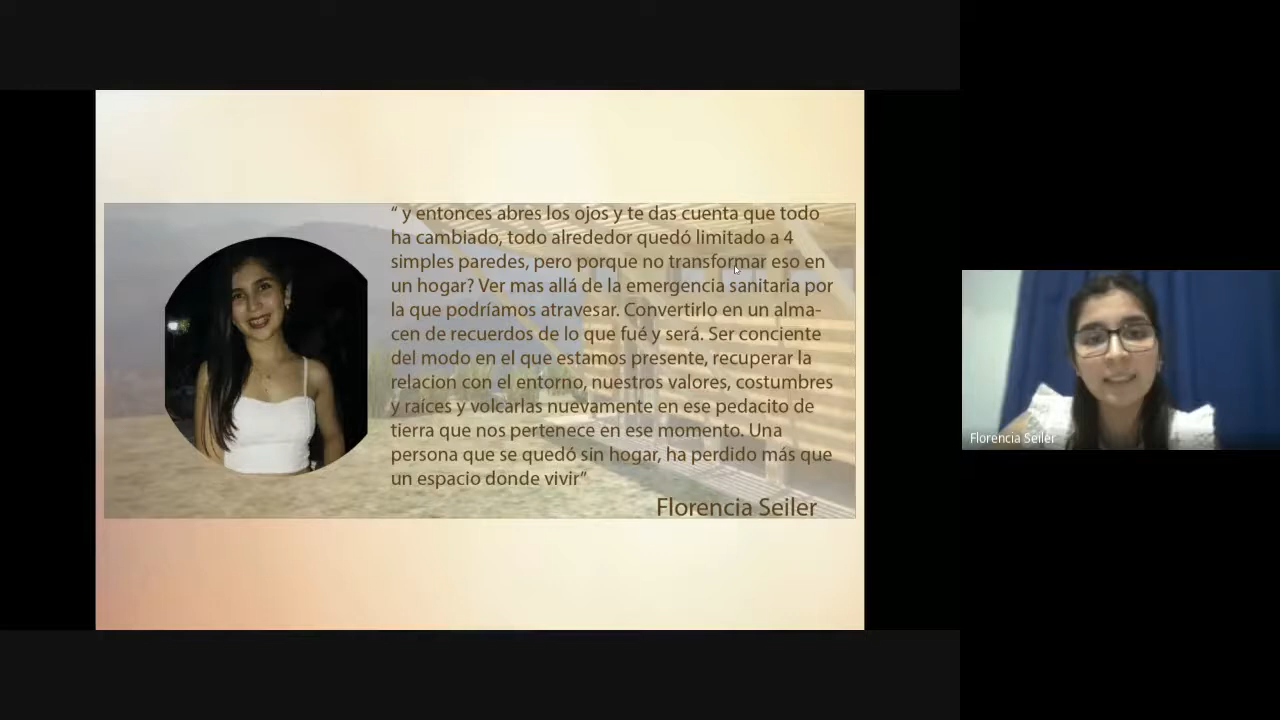 “ y entonces abres los ojos y te das cuenta que todo
ha cambiado, todo alrededor quedó limitado a 4
simples paredes, pero porque no transformar eso en
un hogar? Ver mas allá de la emergencia sanitaria por
la que podríamos atravesar. Convertirlo en un alma-
cen de recuerdos de lo que fué y será. Ser conciente
del modo en el que estamos presente, recuperar la
relacion con el entorno, nuestros valores, costumbres
y raíces y volcarlas nuevamente en ese pedacito de
tierra que nos pertenece en ese momento. Una
persona que se quedó sin hogar, ha perdido más que
un espacio donde vivir”
Florencia Seiler
Florencia Seiler